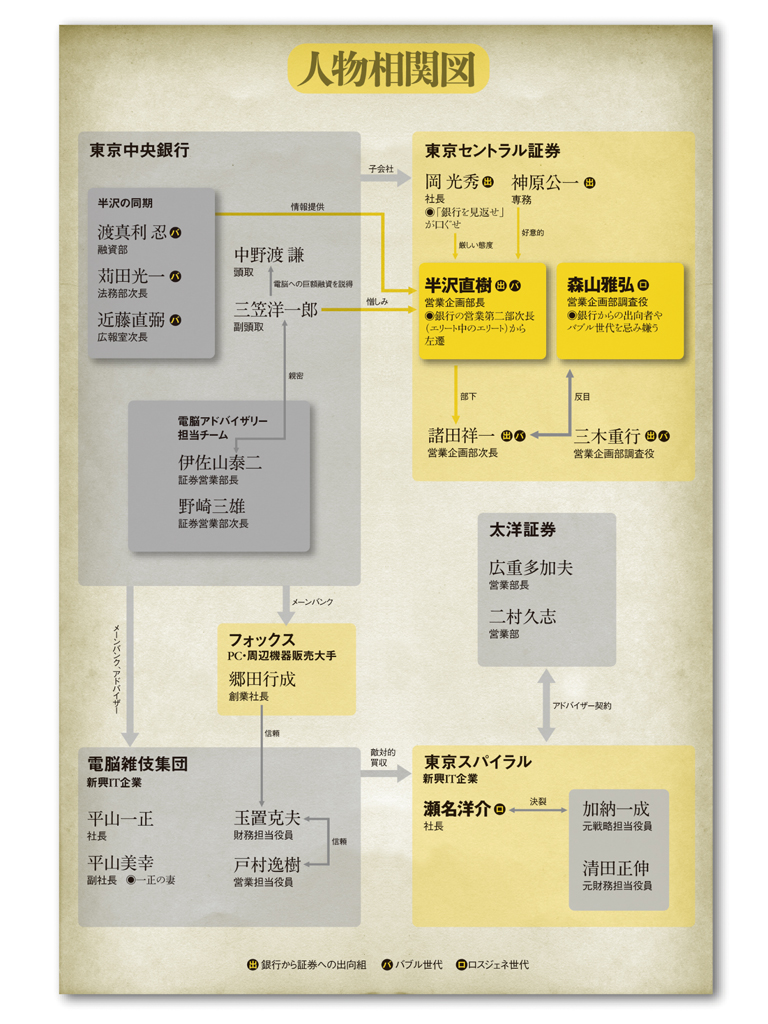 人物相関図
東京中央銀行
半沢の同期
渡真利 忍 バ
融資部
苅田光一 バ
法務部次長
近藤直弼 バ
広報室次長
中野渡 謙
頭取
電脳への巨額融資を説得
三笠洋一郎
副頭取
親密
電脳アドバイザリー
担当チーム
伊佐山泰二
証券営業部長
野崎三雄
証券営業部次長
子会社
情報提供
憎しみ
東京セントラル証券
岡 光秀 出
社長
◉「銀行を見返せ」
が口ぐせ
神原公一 出
専務
厳しい態度
好意的
半沢直樹 出 バ
営業企画部長
◉銀行の営業第二部次長
(エリート中のエリート)から
左遷
森山雅弘 ロ
営業企画部調査役
◉銀行からの出向者や
バブル世代を忌み嫌う
部下
反目
諸田祥一 出 バ
営業企画部次長
三木重行 出 バ
営業企画部調査役
太洋証券
広重多加夫
営業部長
二村久志
営業部
アドバイザー契約
メーンバンク
メーンバンク、アドバイザー
フォックス
PC・周辺機器販売大手
郷田行成
創業社長
信頼
電脳雑伎集団
新興IT企業
平山一正
社長
平山美幸
副社長 ◉一正の妻
玉置克夫
財務担当役員
戸村逸樹
営業担当役員
信頼
敵対的
買収
東京スパイラル
新興IT企業
瀬名洋介 ロ
社長
決裂
加納一成
元戦略担当役員
清田正伸
元財務担当役員
出 銀行から証券への出向組 バ バブル世代 ロ ロスジェネ世代